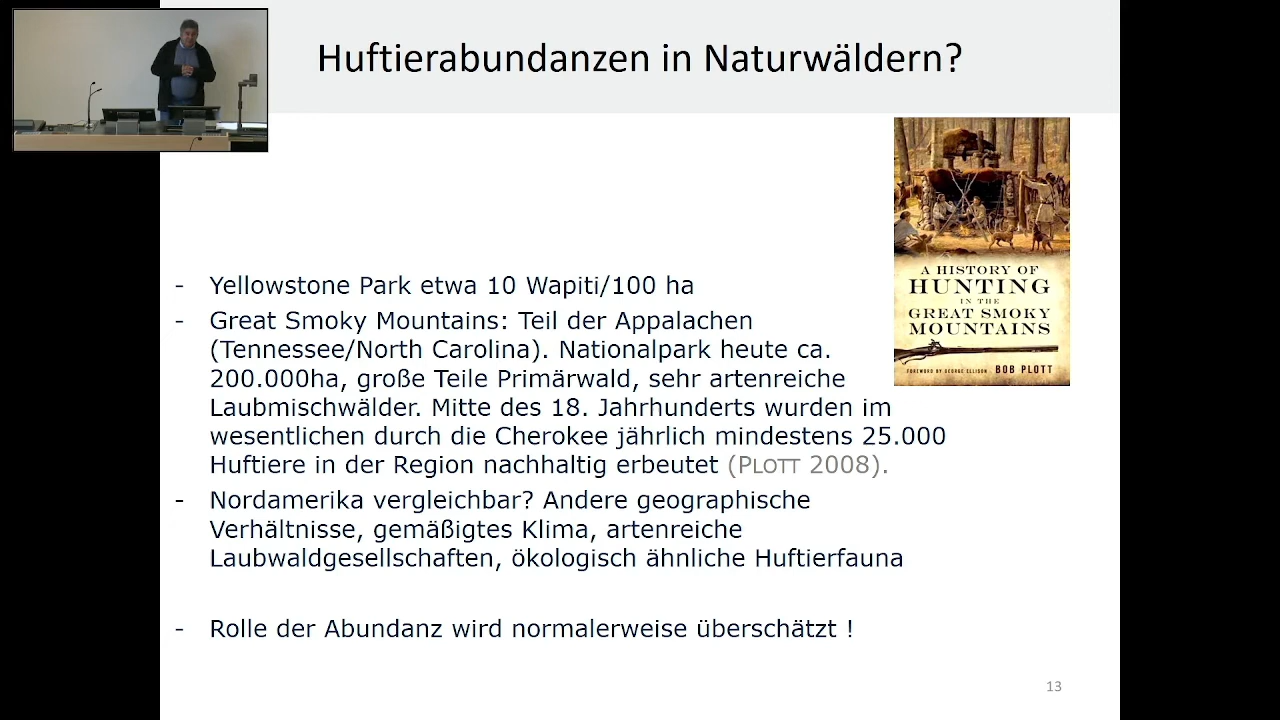 Huftierabundanzen in Naturwäldern?
A HISTORY OF
HUNTING
IN THE
GREAT SMOKY
MOUNTAINS
FOREWORD BY GEORGE ELLISON BOB PLOTT
- Yellowstone Park etwa 10 Wapiti/100 ha
- Great Smoky Mountains: Teil der Appalachen
(Tennessee/North Carolina). Nationalpark heute ca.
200.000ha, große Teile Primärwald, sehr artenreiche
Laubmischwälder. Mitte des 18. Jahrhunderts wurden im
wesentlichen durch die Cherokee jährlich mindestens 25.000
Huftiere in der Region nachhaltig erbeutet (PLOTT 2008).
- Nordamerika vergleichbar? Andere geographische
Verhältnisse, gemäßigtes Klima, artenreiche
Laubwaldgesellschaften, ökologisch ähnliche Huftierfauna
- Rolle der Abundanz wird normalerweise überschätzt !
13